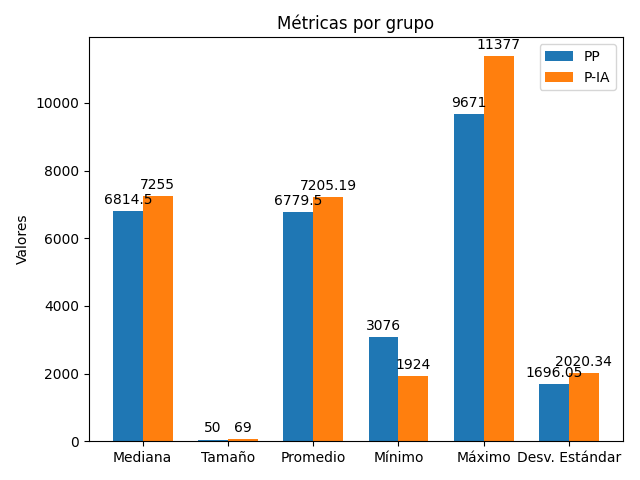 Métricas por grupo
PP
P-IA
Valores
10000
8000
6000
4000
2000
0
6814.5
7255
50
69
6779.5
7205.19
3076
1924
9671
11377
1696.05
2020.34
Mediana
Tamaño
Promedio
Mínimo
Máximo
Desv. Estándar